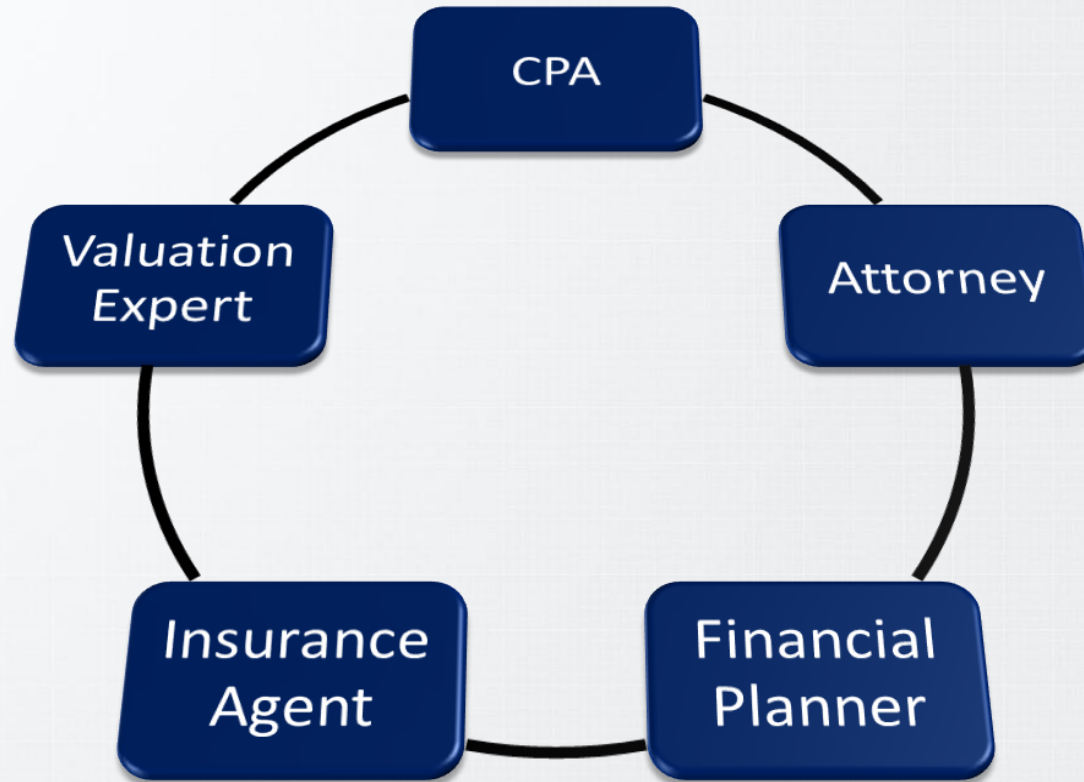 CPA
Attorney
Financial
Planner
Insurance
Agent
Valuation
Expert